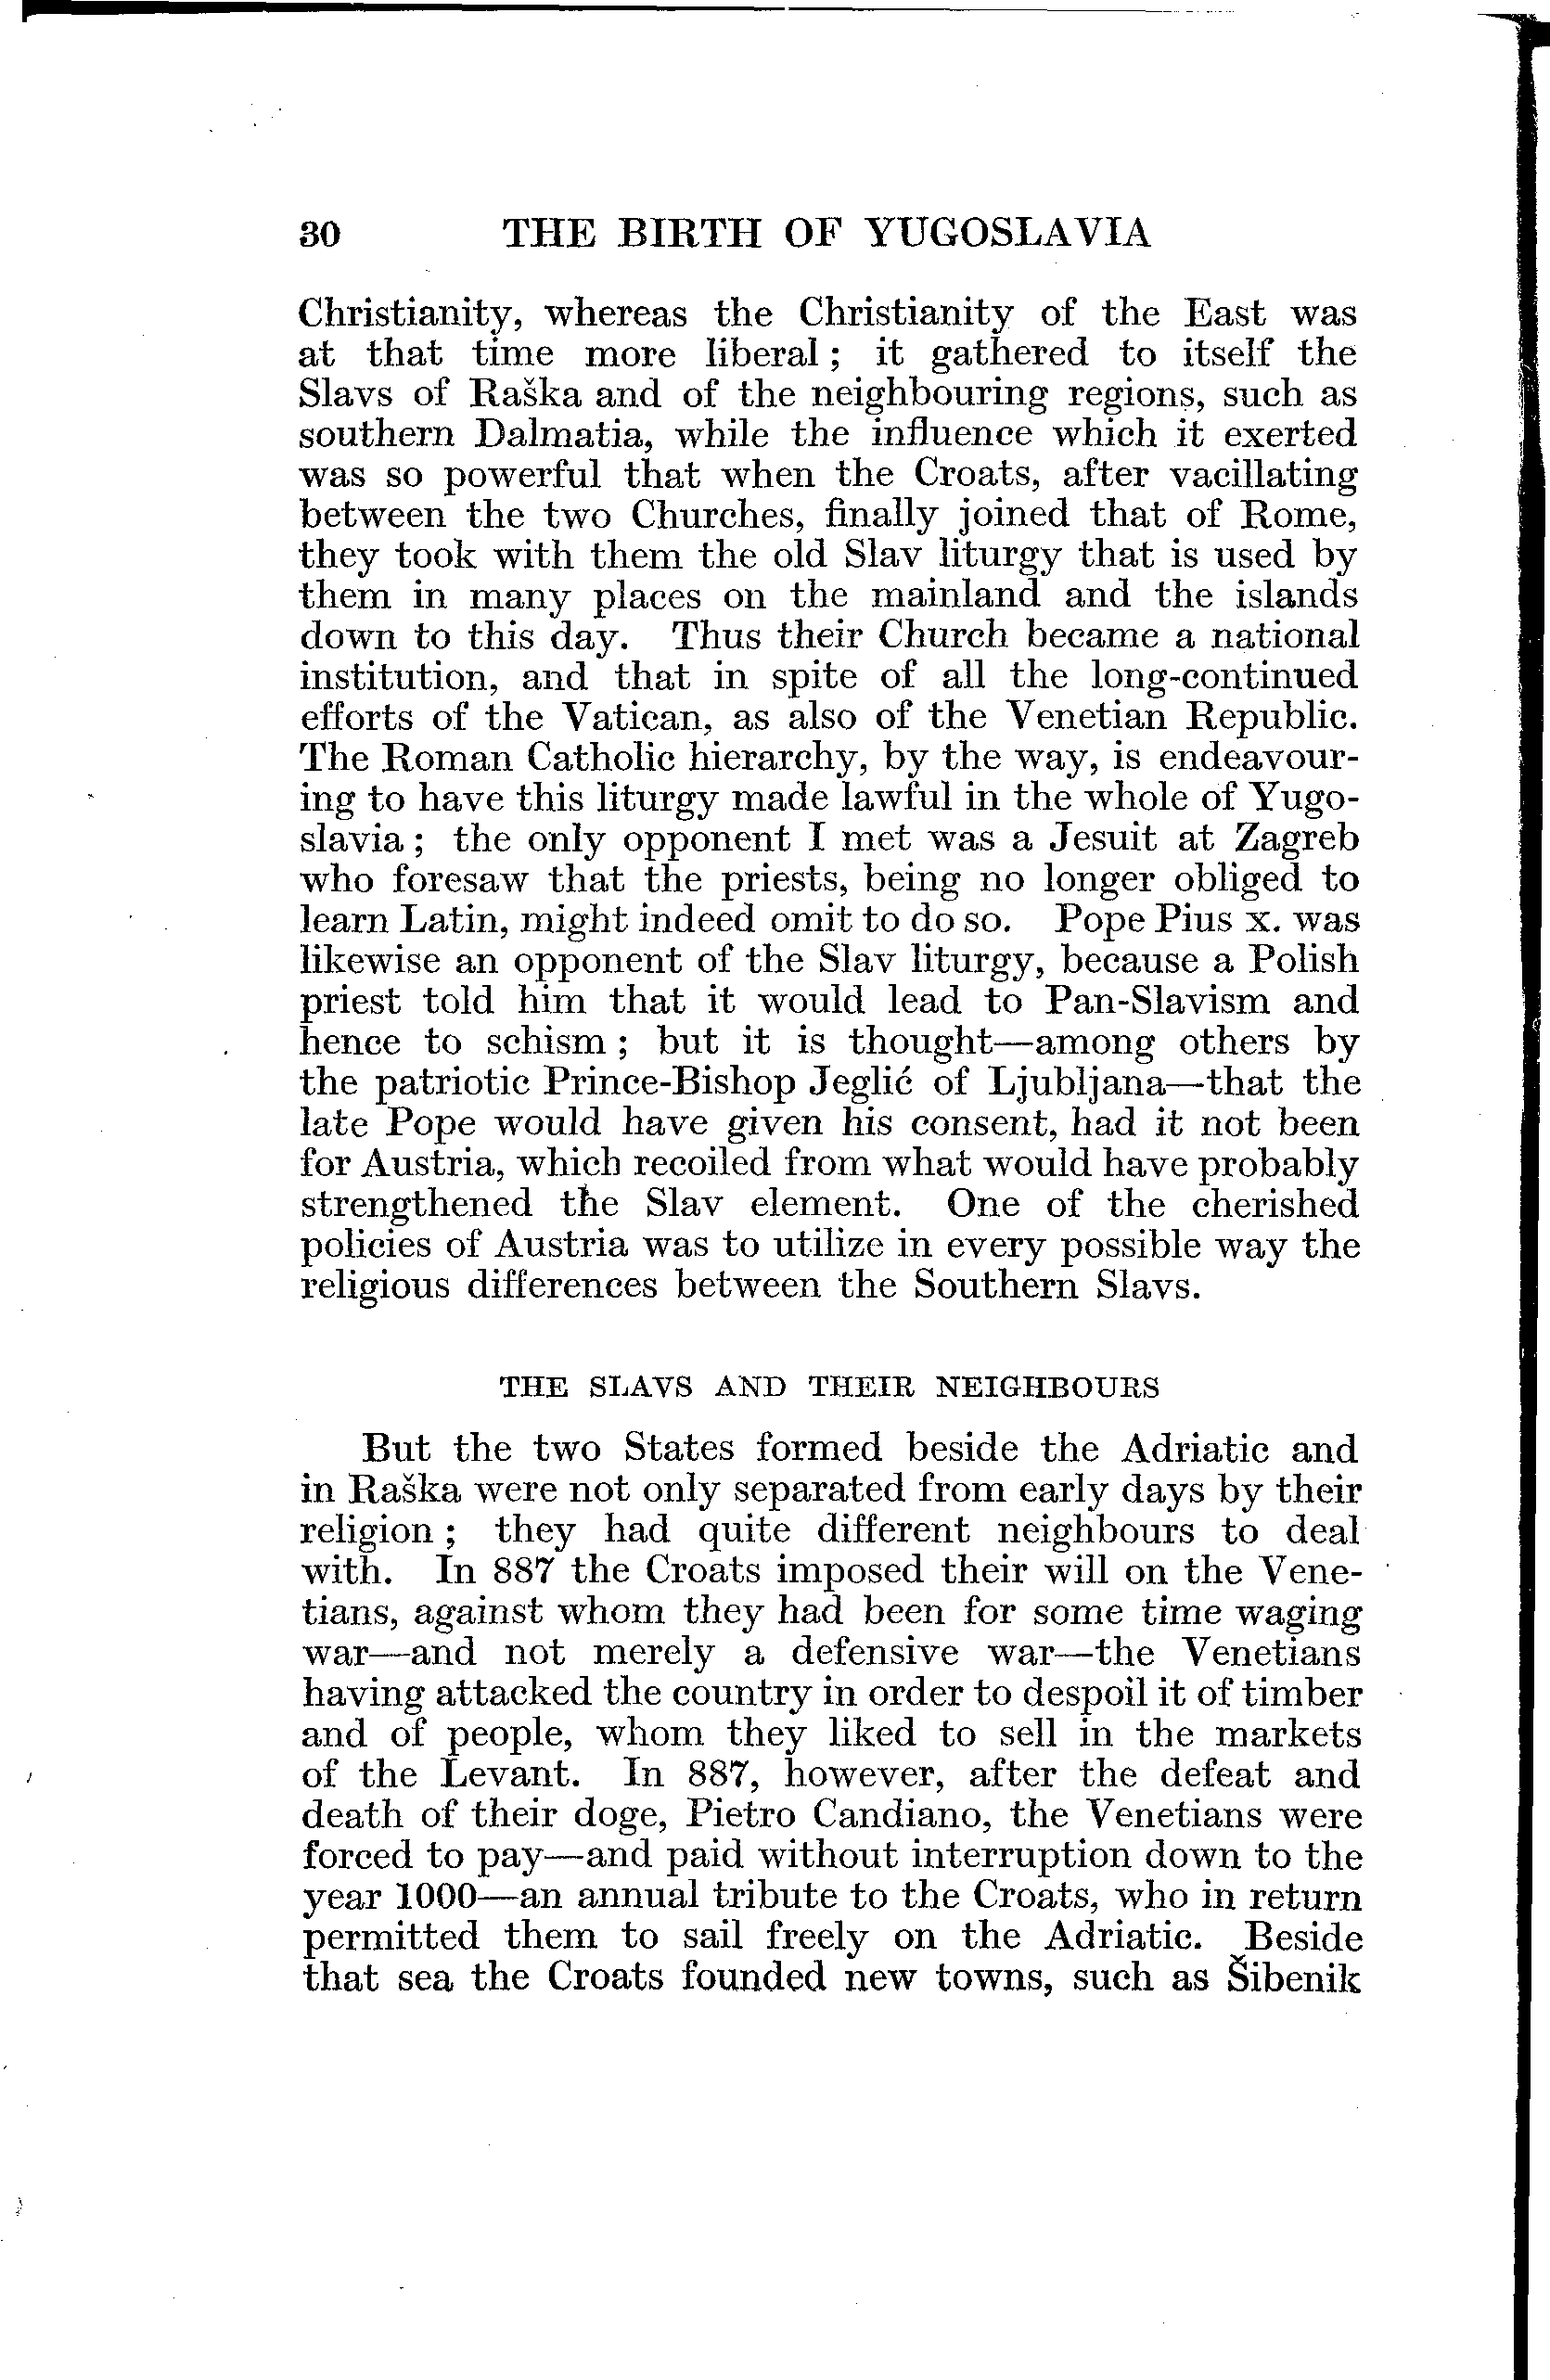 30 THE BIRTH OF YUGOSLAVIA
Christianity, whereas the Christianity of the East was
at that time more liberal ; it gathered to itself the
Slavs of Raška and of the neighbouring regions, such as
southern Dalmatia, while the influence which it exerted
was so powerful that when the Croats, after vacillating
between the two Churches, finally joined that of Rome,
they took with them the old Slav liturgy that is used by
them in many places on the mainland and the islands
down to this day. Thus their Church became a national
institution, and that in spite of all the long-continued
efforts of the Vatican, as also of the Venetian Republic.
The Roman Catholic hierarchy, by the way, is endeavour-
ing to have this liturgy made lawful in the whole of Yugo-
slavia ; the only opponent I met was a Jesuit at Zagreb
who foresaw that the priests, being no longer obliged to
learn Latin, might indeed omit to do so. Pope Pius x. was
likewise an opponent of the Slav liturgy, because a Polish
priest told him that it would lead to Pan-Slavism and
hence to schism ; but it is thought—among others by
the patriotic Prince-Bishop Jeglić of Ljubljana—that the
late Pope would have given his consent, had it not been
for Austria, which recoiled from what would have probably
strengthened the Slav element. One of the cherished
policies of Austria was to utilize in every possible way the
religious differences between the Southern Slavs.
THE SLAVS AND THEIR NEIGHBOURS
But the two States formed beside the Adriatic and
in Raška were not only separated from early days by their
religion ; they had quite different neighbours to deal
with. In 887 the Croats imposed their will on the Vene-
tians, against whom they had been for some time waging
war—and not merely a defensive war—the Venetians
having attacked the country in order to despoil it of timber
and of people, whom they liked to sell in the markets
of the Levant. In 887, however, after the defeat and
death of their doge, Pietro Candiano, the Venetians were
forced to pay—and paid without interruption down to the
year 1000—an annual tribute to the Croats, who in return
permitted them to sail freely on the Adriatic. Beside
that sea the Croats founded new towns, such as Šibenik